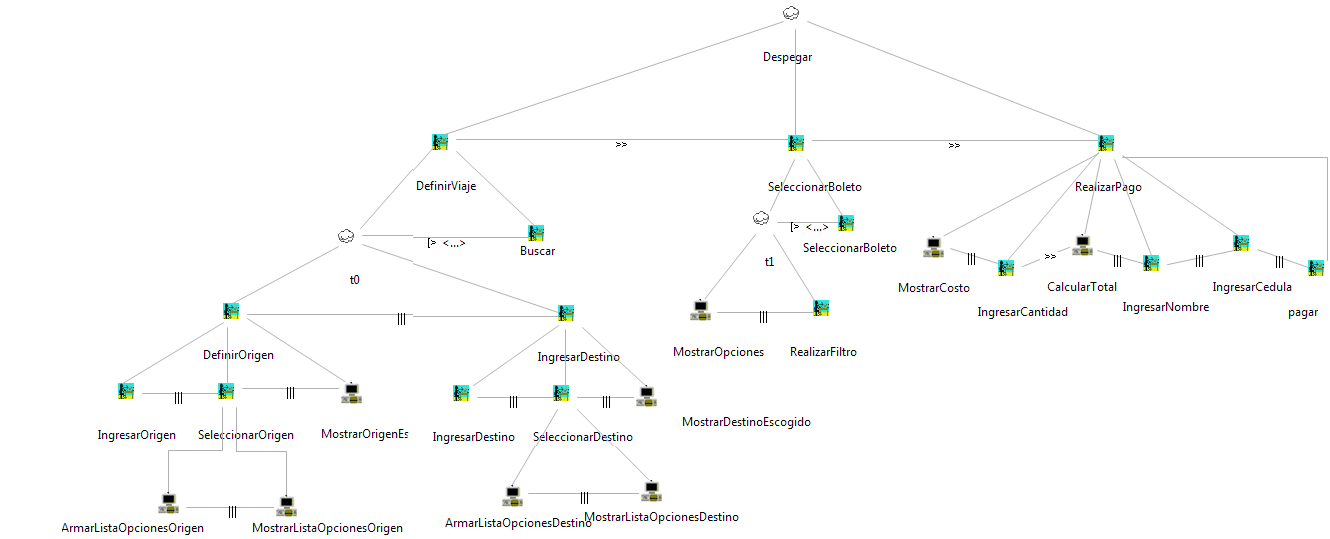 Despegar
>>
>>
DefinirViaje
SeleccionarBoleto
RealizarPago
[> <...>
Buscar
[> <...>
SeleccionarBoleto
t0
t1
MostrarCosto
|||
IngresarCantidad
>>
CalcularTotal
|||
IngresarNombre
|||
IngresarCedula
|||
pagar
|||
|||
DefinirOrigen
IngresarDestino
MostrarOpciones
RealizarFiltro
|||
|||
|||
|||
IngresarOrigen
SeleccionarOrigen
MostrarOrigenEs
IngresarDestino
SeleccionarDestino
MostrarDestinoEscogido
|||
|||
ArmarListaOpcionesOrigen
MostrarListaOpcionesOrigen
ArmarListaOpcionesDestino
MostrarListaOpcionesDestino